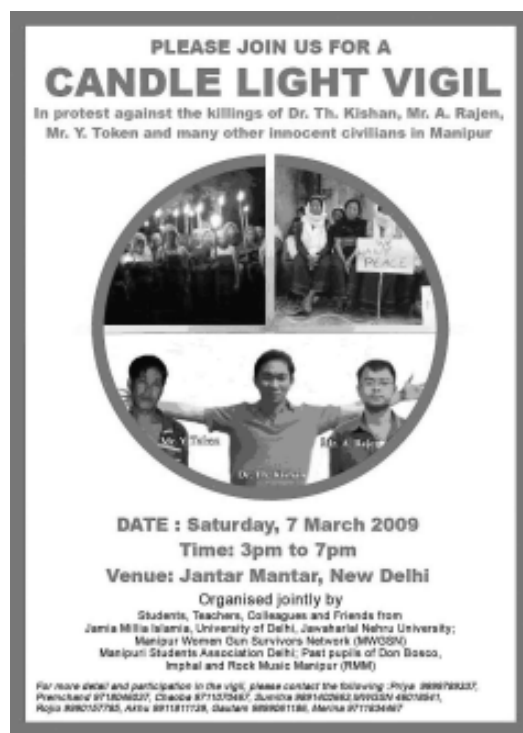 PLEASE JOIN US FOR A
CANDLE LIGHT VIGIL
In protest against the killings of Dr. Th. Kishan, Mr. A. Rajen,
Mr. Y. Token and many other innocent civilians in Manipur
WE
WANT
PEACE
Mr. Y. Token
Dr. Th. Kishan
Mr. A. Rajen
DATE : Saturday, 7 March 2009
Time: 3pm to 7pm
Venue: Jantar Mantar, New Delhi
Organised jointly by
Students, Teachers, Colleagues and Friends from
Jamia Millia Islamia, University of Delhi, Jawaharlal Nehru University;
Manipur Women Gun Survivors Network (MWGSN)
Manipuri Students Association Delhi; Past pupils of Don Bosco,
Imphal and Rock Music Manipur (RMM)
For more detail and participation in the vigil, please contact the following :Priya
Premchand Sumitra MWGSN
Gautam